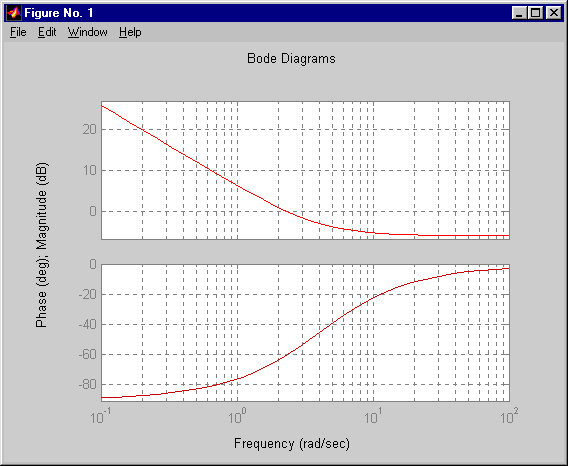 Figure No. 1
File Edit Window Help
Bode Diagrams
20
10
0
Phase (deg); Magnitude (dB)
0
-20
-40
-60
-80
10^-1 10^0 10^1 10^2
Frequency (rad/sec)